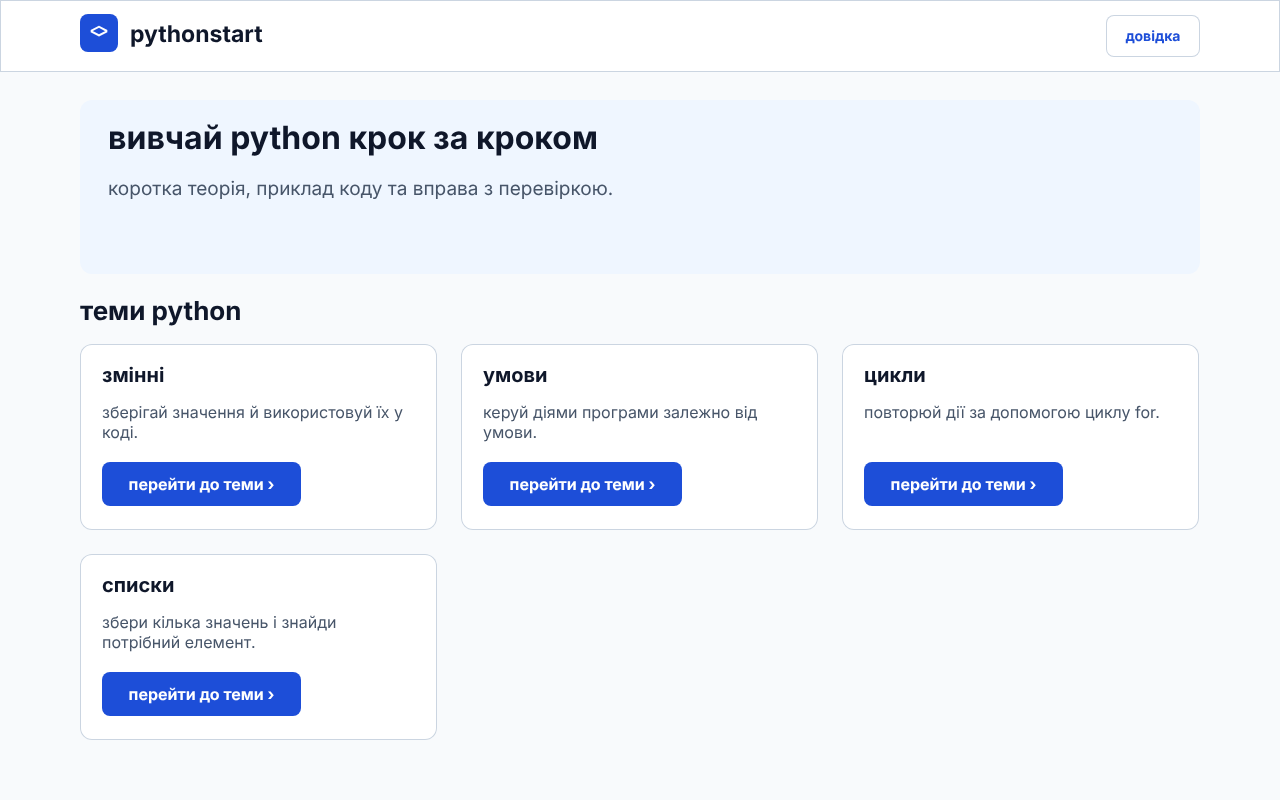 <> pythonstart
довідка
вивчай python крок за кроком
коротка теорія, приклад коду та вправа з перевіркою.
теми python
змінні
зберігай значення й використовуй їх у
коді.
перейти до теми ›
умови
керуй діями програми залежно від
умови.
перейти до теми ›
цикли
повторюй дії за допомогою циклу for.
перейти до теми ›
списки
збери кілька значень і знайди
потрібний елемент.
перейти до теми ›